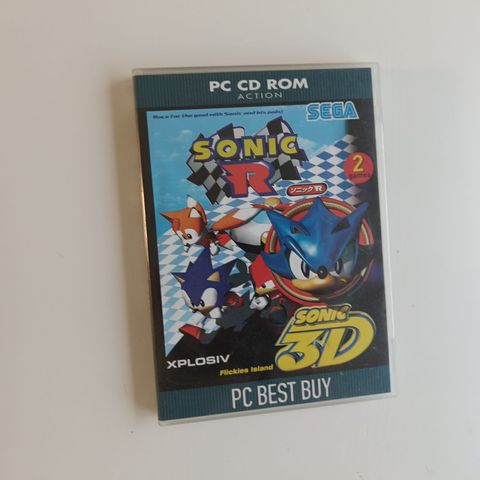 PC CD ROM
ACTION
Race for the gold with Sonic and his pals!
SEGA
SONIC
R
2
games
ソニックR
SONIC
3D
XPLOSIV
Flickies Island
PC BEST BUY